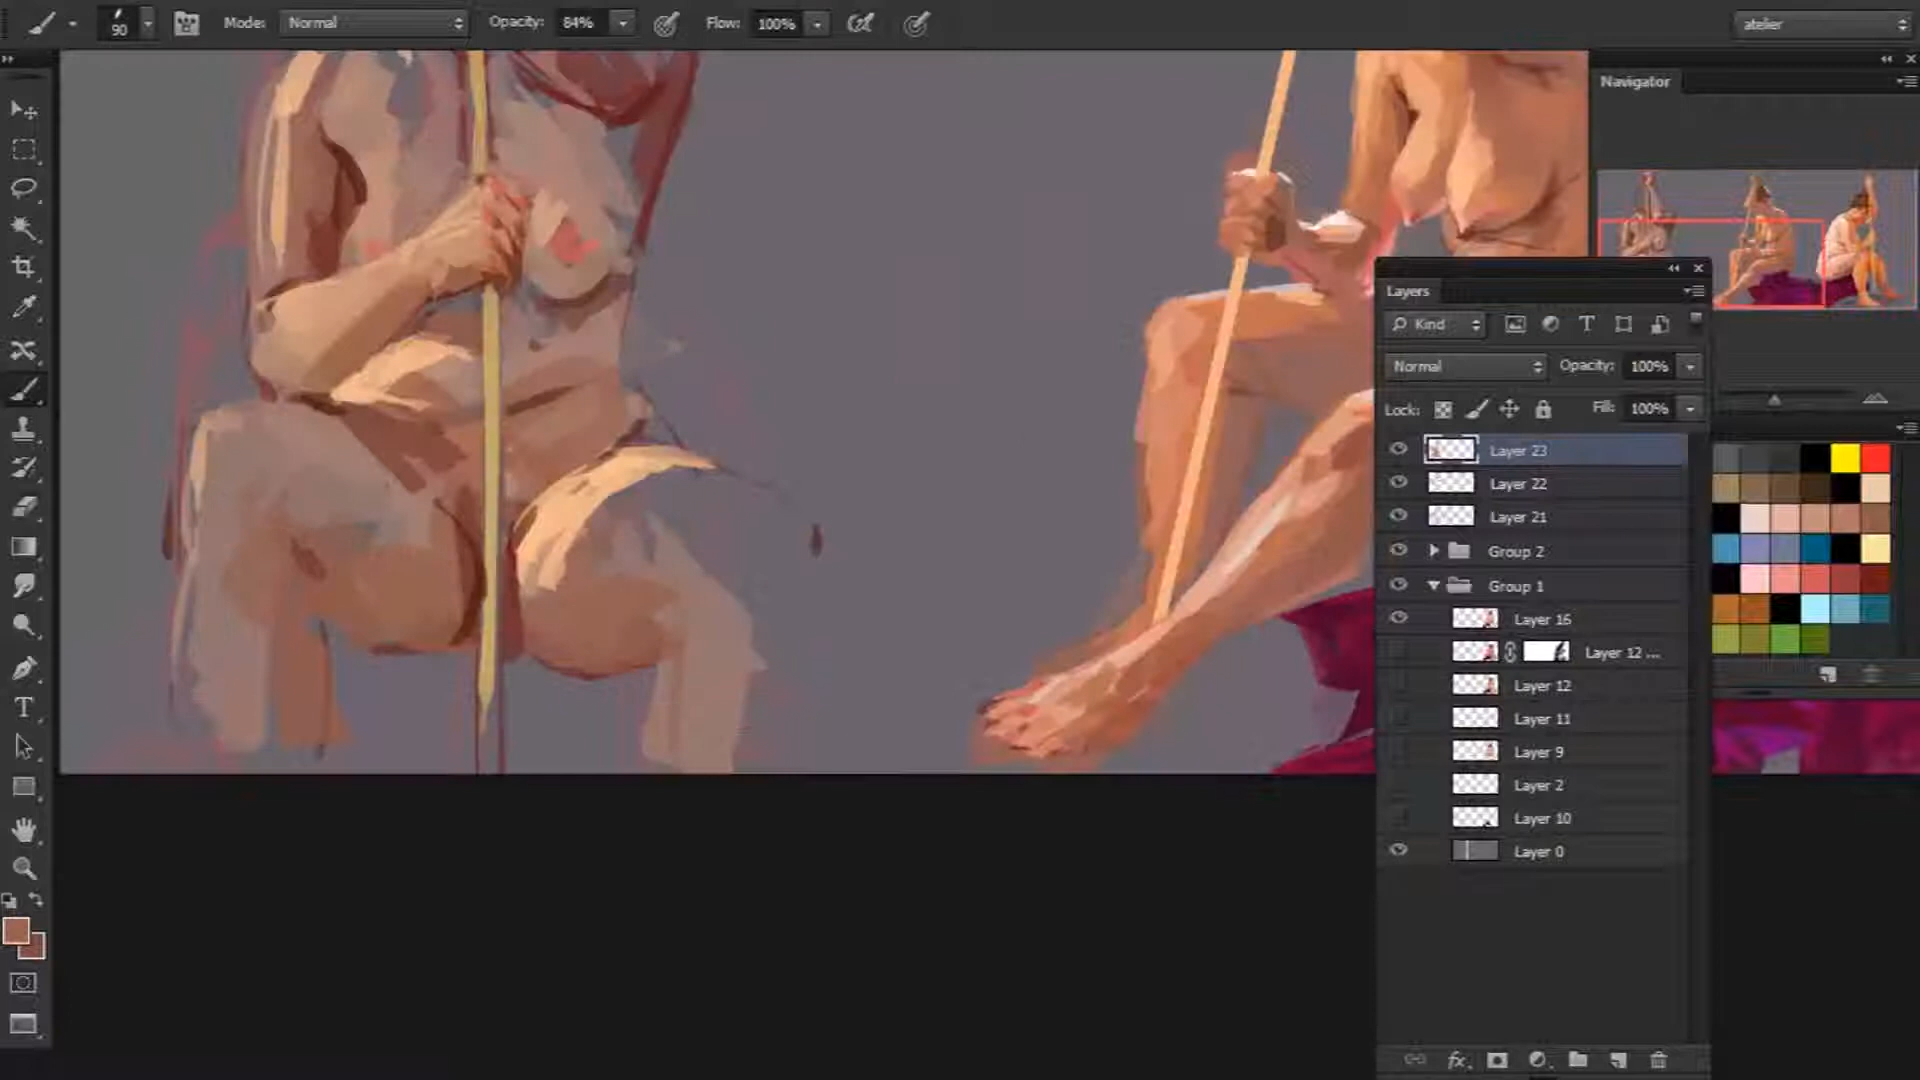 90 Mode: Normal Opacity: 84% Flow: 100% atelier
Navigator
Layers
Kind
Normal Opacity: 100%
Lock: Fill: 100%
Layer 23
Layer 22
Layer 21
Group 2
Group 1
Layer 16
Layer 12 ...
Layer 12
Layer 11
Layer 9
Layer 2
Layer 10
Layer 0
fx